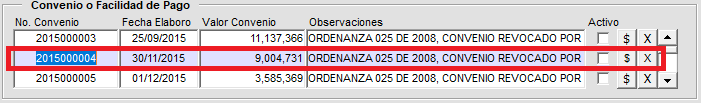 Convenio o Facilidad de Pago
No. Convenio Fecha Elaboro Valor Convenio Observaciones Activo
2015000003 25/09/2015 11,137,366 ORDENANZA 025 DE 2008, CONVENIO REVOCADO POR $ X
2015000004 30/11/2015 9,004,731 ORDENANZA 025 DE 2008, CONVENIO REVOCADO POR $ X
2015000005 01/12/2015 3,585,369 ORDENANZA 025 DE 2008, CONVENIO REVOCADO POR $ X